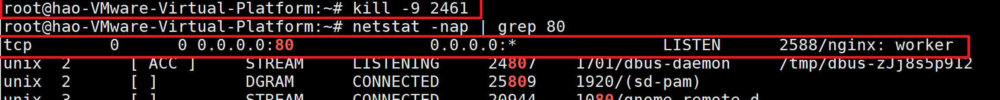 root@hao-VMware-Virtual-Platform:~# kill -9 2461
root@hao-VMware-Virtual-Platform:~# netstat -nap | grep 80
tcp        0      0 0.0.0.0:80              0.0.0.0:*               LISTEN      2588/nginx: worker
unix  2      [ ACC ]     STREAM     LISTENING     24807    1701/dbus-daemon     /tmp/dbus-zJj8s5p912
unix  2      [ ]         DGRAM      CONNECTED     25809    1920/(sd-pam)
unix  3      [ ]         STREAM     CONNECTED     20944    1080/gnome-remote-d